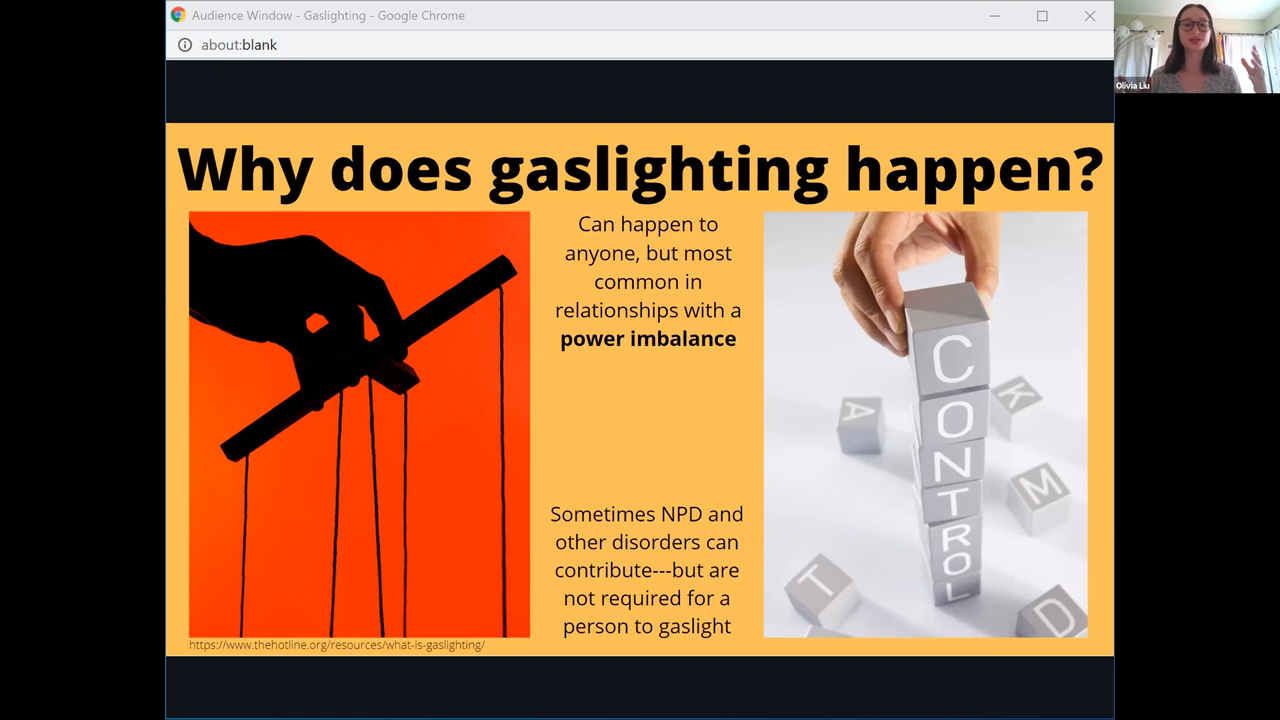 Audience Window - Gaslighting - Google Chrome
about:blank
Olivia Liu
Why does gaslighting happen?
Can happen to
anyone, but most
common in
relationships with a
power imbalance
Sometimes NPD and
other disorders can
contribute---but are
not required for a
person to gaslight
C
O
N
T
R
O
L
A
K
M
T
D
https://www.thehotline.org/resources/what-is-gaslighting/